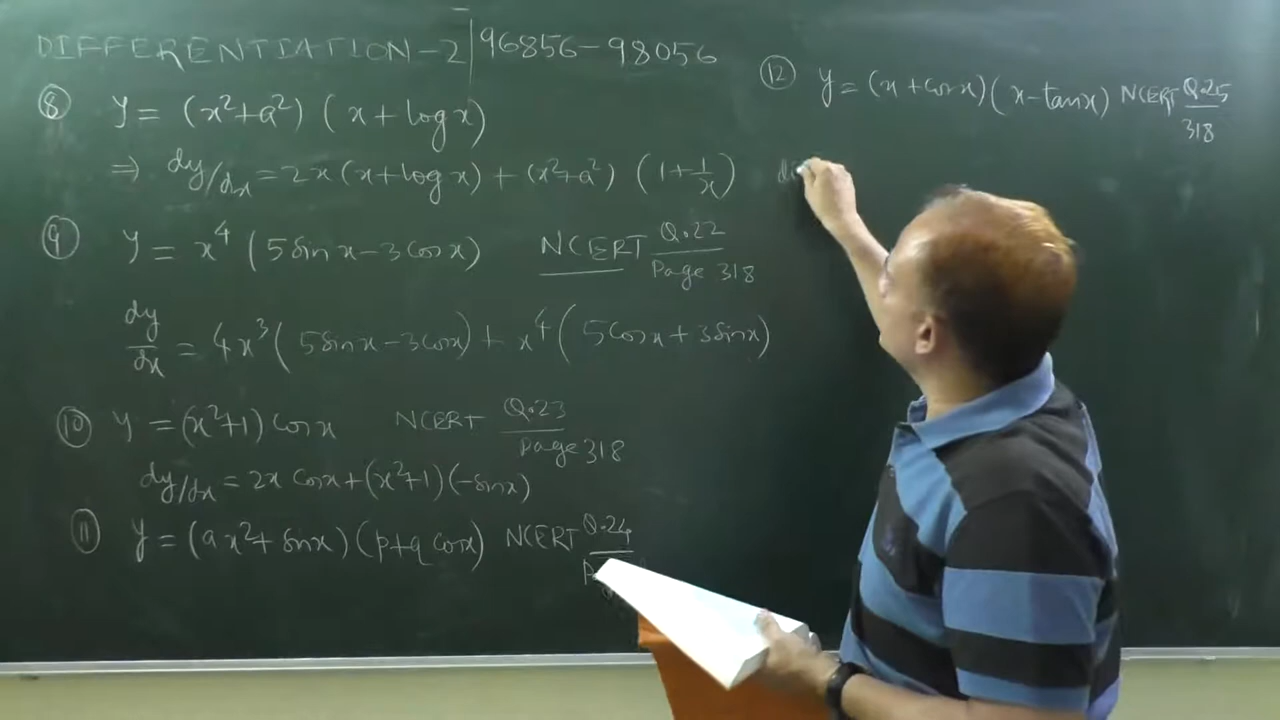 DIFFERENTIATION-2 | 96856-98056
⑧ y = (x²+a²) (x + log x)
⇒ dy/dx = 2x (x+log x) + (x²+a²) (1+1/x)
⑨ y = x⁴ (5 sin x - 3 cos x) NCERT Q.22
Page 318
dy/dx = 4x³ (5 sin x - 3 cos x) + x⁴ (5 cos x + 3 sin x)
⑩ y = (x²+1) cos x NCERT Q.23
Page 318
dy/dx = 2x cos x + (x²+1) (-sin x)
⑪ y = (ax² + sin x) (p+q cos x) NCERT Q.24
⑫ y = (x + cos x) (x - tan x) NCERT Q.25
318